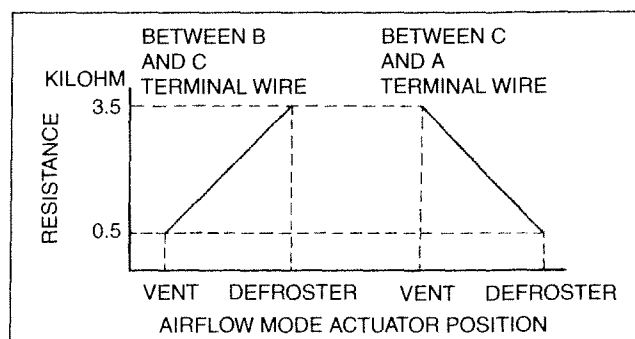 BETWEEN B
AND C
TERMINAL WIRE
BETWEEN C
AND A
TERMINAL WIRE
KILOHM
3.5
RESISTANCE
0.5
VENT DEFROSTER VENT DEFROSTER
AIRFLOW MODE ACTUATOR POSITION